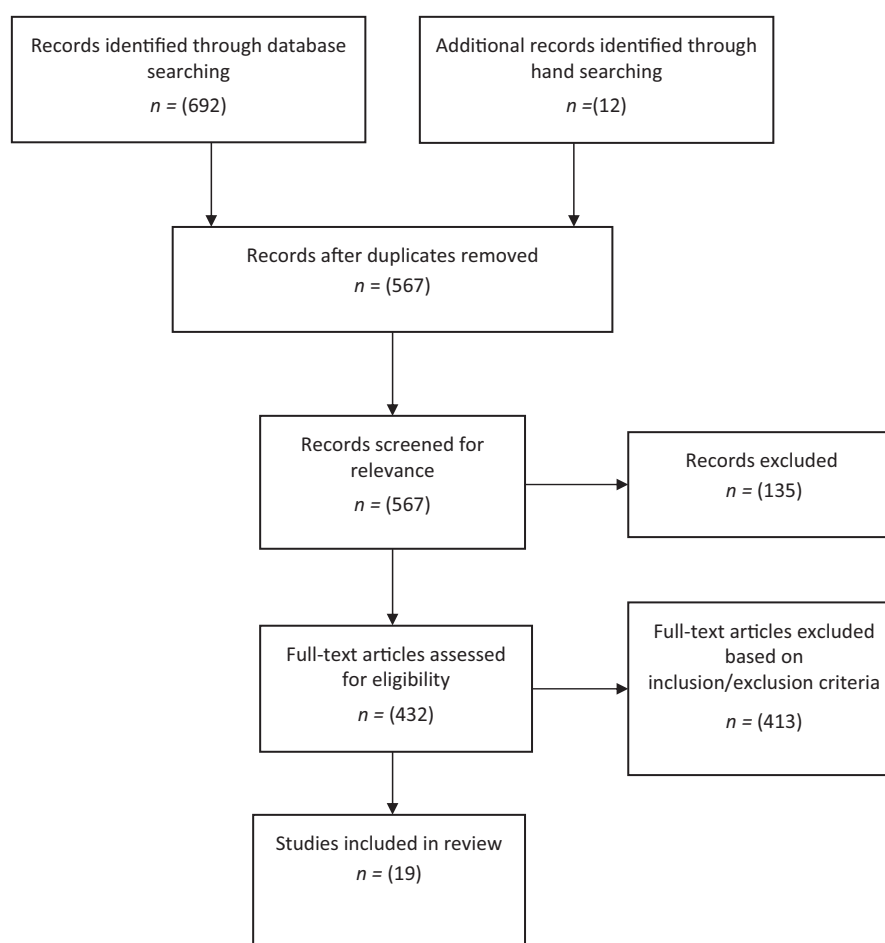 Records identified through database
searching
n = (692)
Additional records identified through
hand searching
n =(12)
Records after duplicates removed
n = (567)
Records screened for
relevance
n = (567)
Records excluded
n = (135)
Full-text articles assessed
for eligibility
n = (432)
Full-text articles excluded
based on
inclusion/exclusion criteria
n = (413)
Studies included in review
n = (19)